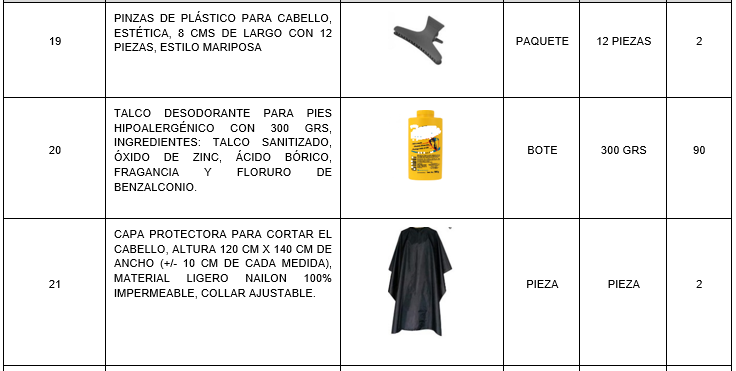 19
PINZAS DE PLÁSTICO PARA CABELLO,
ESTÉTICA, 8 CMS DE LARGO CON 12
PIEZAS, ESTILO MARIPOSA
PAQUETE
12 PIEZAS
2
20
TALCO DESODORANTE PARA PIES
HIPOALERGÉNICO CON 300 GRS,
INGREDIENTES: TALCO SANITIZADO,
ÓXIDO DE ZINC, ÁCIDO BÓRICO,
FRAGANCIA Y FLORURO DE
BENZALCONIO.
BOTE
300 GRS
90
21
CAPA PROTECTORA PARA CORTAR EL
CABELLO, ALTURA 120 CM X 140 CM DE
ANCHO (+/- 10 CM DE CADA MEDIDA),
MATERIAL LIGERO NAILON 100%
IMPERMEABLE, COLLAR AJUSTABLE.
PIEZA
PIEZA
2